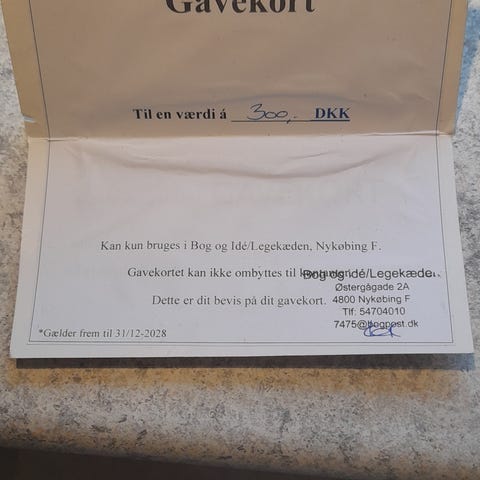 Gavekort
Til en værdi á 300,- DKK
Kan kun bruges i Bog og Idé/Legekæden, Nykøbing F.
Gavekortet kan ikke ombyttes til
Bog og idé/Legekæde
Dette er dit bevis på dit gavekort.
Østergågade 2A
4800 Nykøbing F
Tlf: 54704010
7475@bogpost.dk
*Gælder frem til 31/12-2028